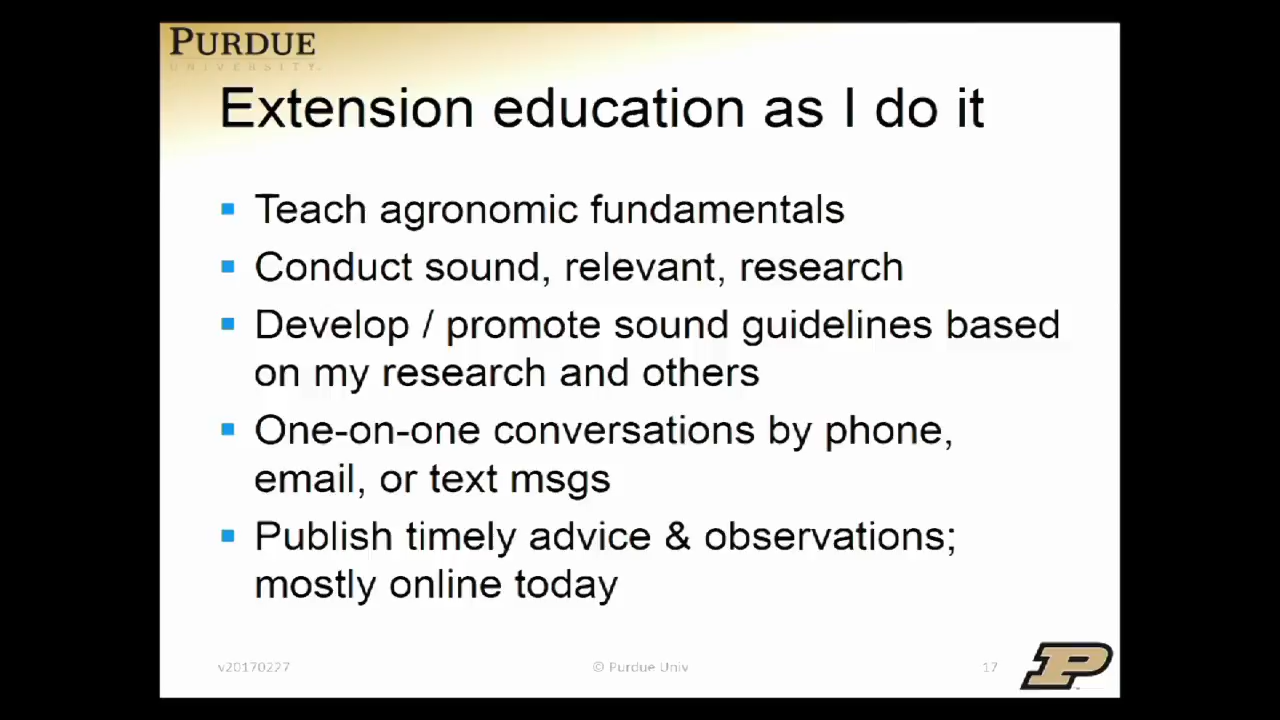 PURDUE
UNIVERSITY
Extension education as I do it
Teach agronomic fundamentals
Conduct sound, relevant, research
Develop / promote sound guidelines based
on my research and others
One-on-one conversations by phone,
email, or text msgs
Publish timely advice & observations;
mostly online today
v20170227
© Purdue Univ
17
P